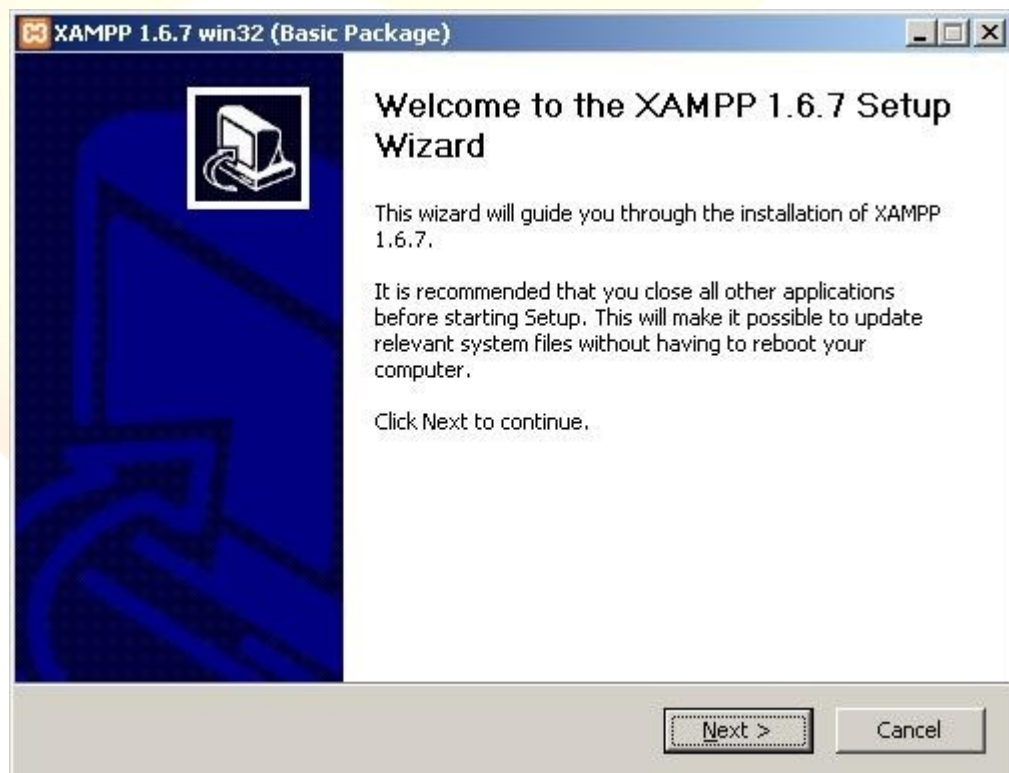 XAMPP 1.6.7 win32 (Basic Package)
Welcome to the XAMPP 1.6.7 Setup
Wizard
This wizard will guide you through the installation of XAMPP
1.6.7.
It is recommended that you close all other applications
before starting Setup. This will make it possible to update
relevant system files without having to reboot your
computer.
Click Next to continue.
Next >
Cancel